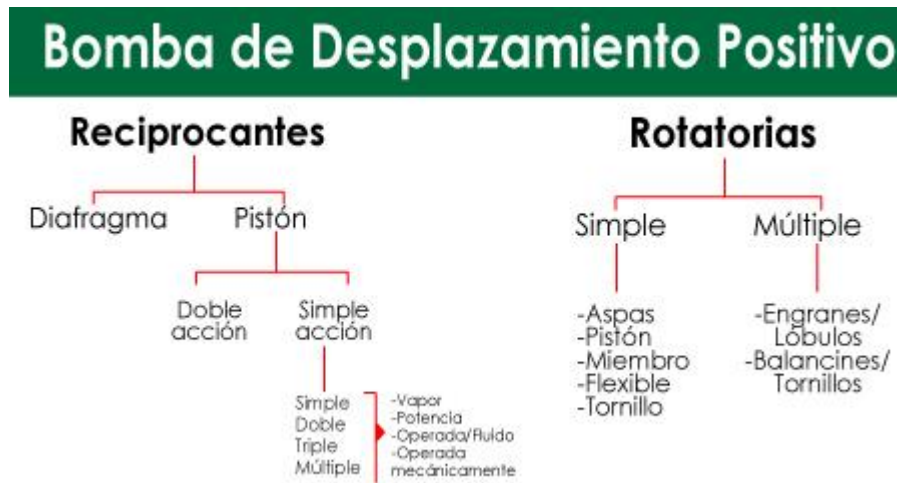 Bomba de Desplazamiento Positivo
Reciprocantes
Diafragma
Pistón
Doble
acción
Simple
acción
Simple
Doble
Triple
Múltiple
-Vapor
-Potencia
-Operada/fluido
-Operada
mecánicamente
Rotatorias
Simple
Múltiple
-Aspas
-Pistón
-Miembro
-Flexible
-Tornillo
-Engranes/
Lóbulos
-Balancines/
Tornillos